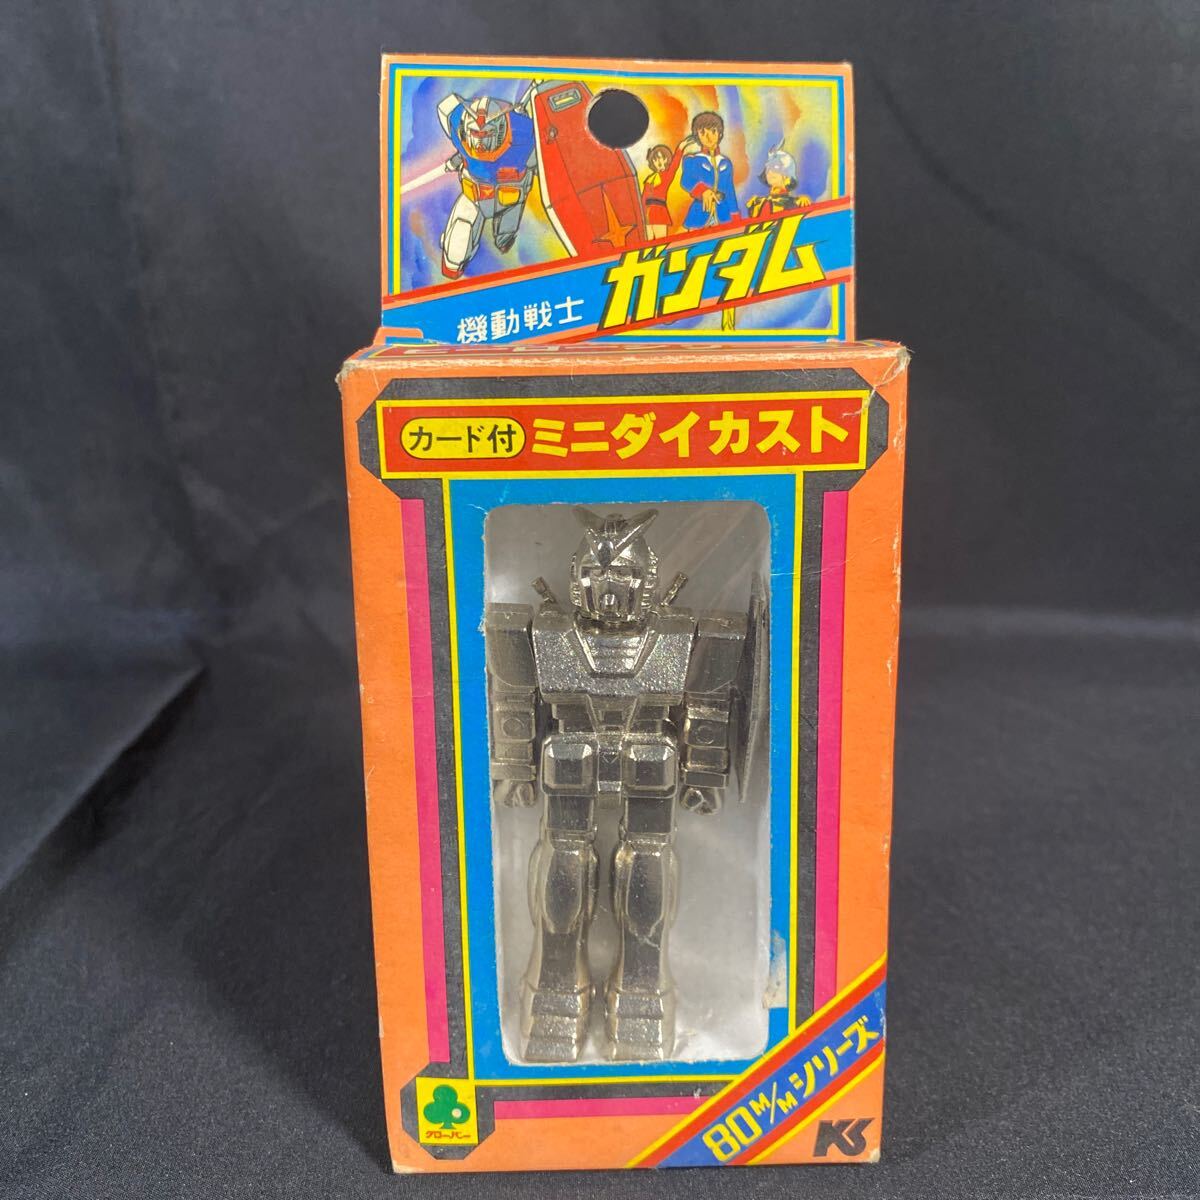 機動戦士 ガンダム
カード付 ミニダイカスト
80M/Mシリーズ
クローバー
KS